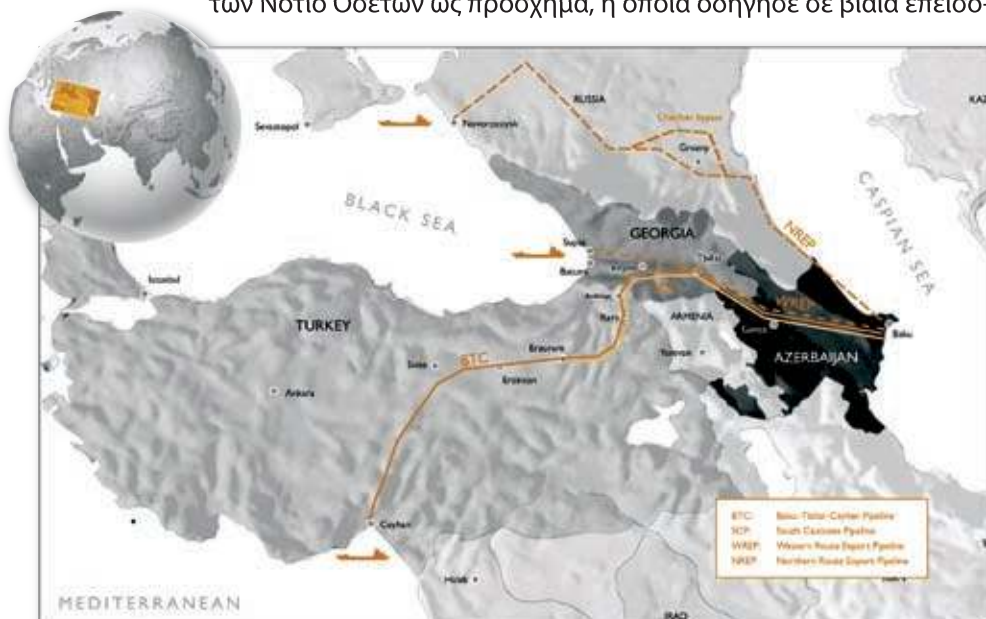 των Νότιο Οσετών ως πρόσχημα, η οποία οδήγησε σε βίαια επεισό-
RUSSIA
Sevastopol
Novorossiysk
Chechen bypass
Grozny
BLACK SEA
CASPIAN SEA
NREP
GEORGIA
Supsa
Tbilisi
Batumi
Istanbul
TURKEY
ARMENIA
WREP
Baku
Kars
Yerevan
AZERBAIJAN
Erzurum
BTC
Sivas
Erzincan
Ankara
Ceyhan
BTC: Baku-Tbilisi-Ceyhan Pipeline
SCP: South Caucasus Pipeline
WREP: Western Route Export Pipeline
NREP: Northern Route Export Pipeline
MEDITERRANEAN
IRAQ